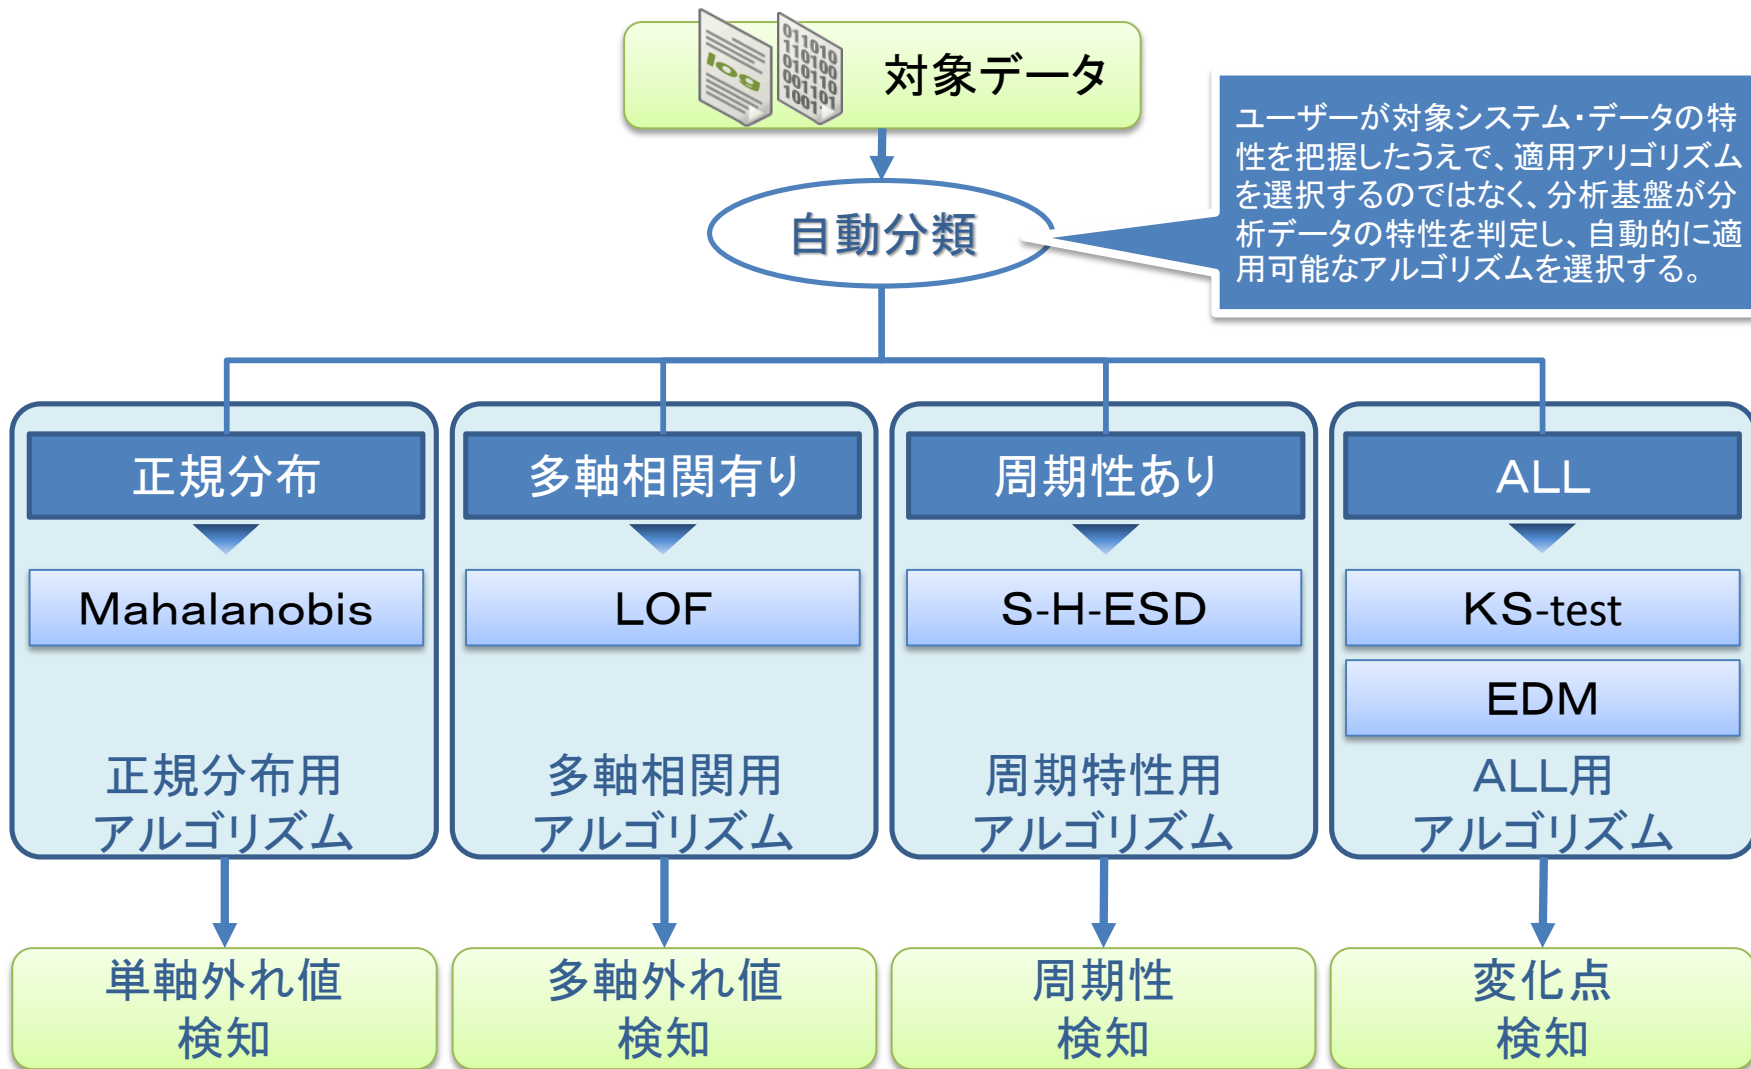 log
011010
110100
010110
001101
1001
対象データ
ユーザーが対象システム・データの特
性を把握したうえで、適用アリゴリズム
を選択するのではなく、分析基盤が分
析データの特性を判定し、自動的に適
用可能なアルゴリズムを選択する。
自動分類
正規分布
多軸相関有り
周期性あり
ALL
Mahalanobis
LOF
S-H-ESD
KS-test
EDM
正規分布用
アルゴリズム
多軸相関用
アルゴリズム
周期特性用
アルゴリズム
ALL用
アルゴリズム
単軸外れ値
検知
多軸外れ値
検知
周期性
検知
変化点
検知